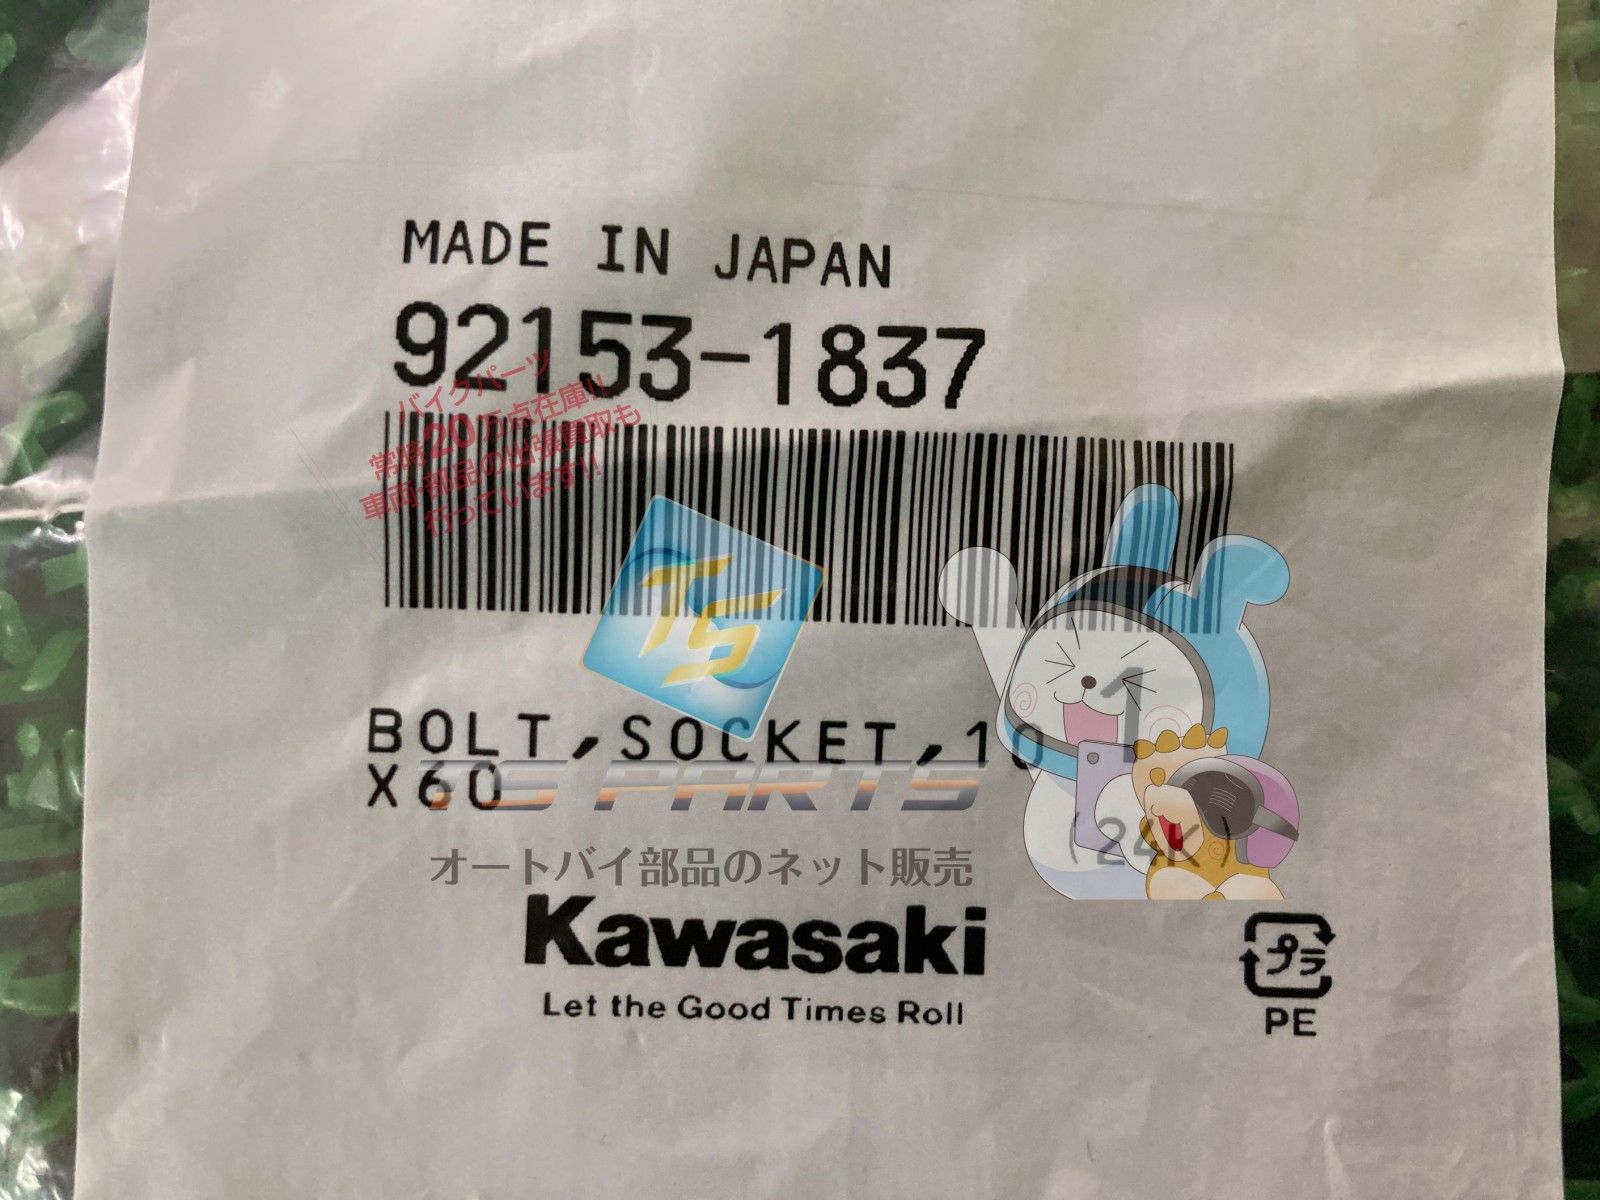 MADE IN JAPAN
92153-1837
バイクパーツ
常時20万点在庫!!
車両・部品の出張買取も
行っています!!
TS
1
BOLT,SOCKET,10
X60
TS PARTS
(24K)
オートバイ部品のネット販売
Kawasaki
Let the Good Times Roll
プラ
PE